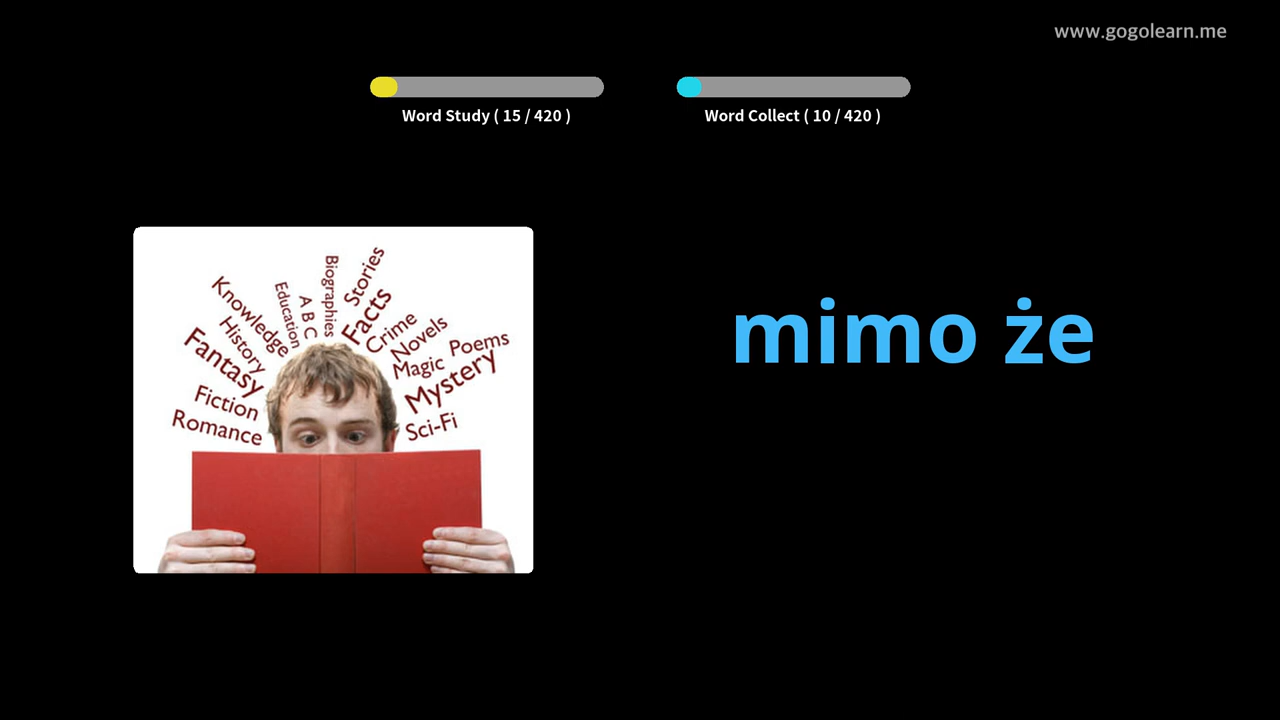 www.gogolearn.me
Word Study ( 15 / 420 )
Word Collect ( 10 / 420 )
mimo że
Knowledge
Education
A B C
Biographies
Stories
Facts
Crime
Novels
Poems
History
Fantasy
Magic
Mystery
Fiction
Romance
Sci-Fi